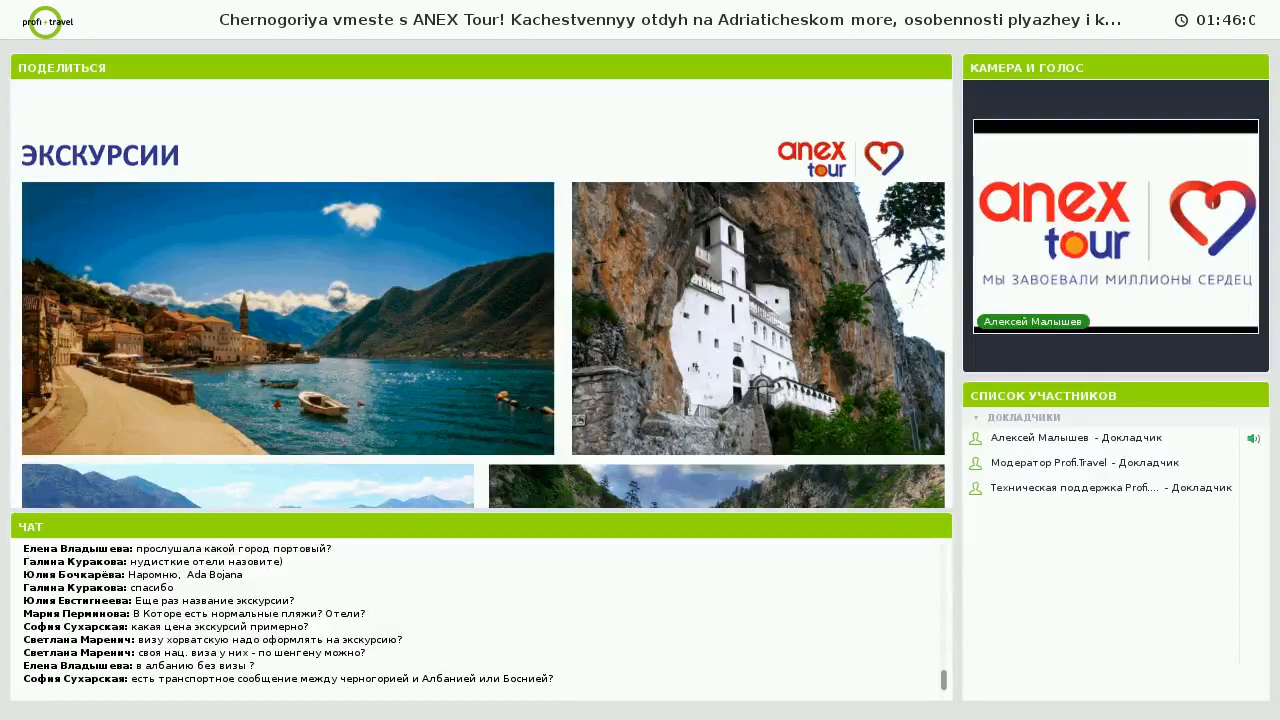 profi travel
Chernogoriya vmeste s ANEX Tour! Kachestvennyy otdyh na Adriaticheskom more, osobennosti plyazhey i k...
01:46:0
ПОДЕЛИТЬСЯ
ЭКСКУРСИИ
anex
tour
КАМЕРА И ГОЛОС
anex
tour
МЫ ЗАВОЕВАЛИ МИЛЛИОНЫ СЕРДЕЦ
Алексей Малышев
СПИСОК УЧАСТНИКОВ
ДОКЛАДЧИКИ
Алексей Малышев - Докладчик
Модератор Profi.Travel - Докладчик
Техническая поддержка Profi.... - Докладчик
ЧАТ
Елена Владышева: прослушала какой город портовый?
Галина Куракова: нудисткие отели назовите)
Юлия Бочкарёва: Наромню, Ada Bojana
Галина Куракова: спасибо
Юлия Евстигнеева: Еще раз название экскурсии?
Мария Перминова: В Которе есть нормальные пляжи? Отели?
София Сухарская: какая цена экскурсий примерно?
Светлана Маренич: визу хорватскую надо оформлять на экскурсию?
Светлана Маренич: своя нац. виза у них - по шенгену можно?
Елена Владышева: в албанию без визы ?
София Сухарская: есть транспортное сообщение между черногорией и Албанией или Боснией?